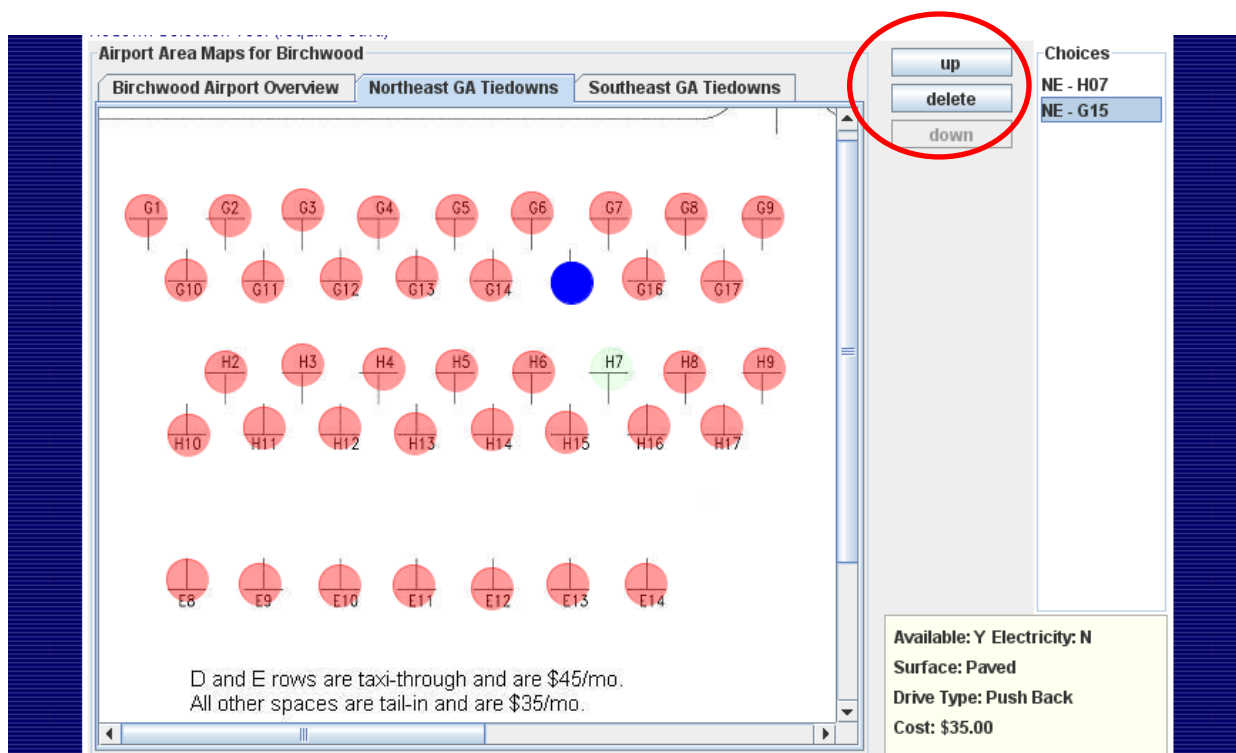 Airport Area Maps for Birchwood
Birchwood Airport Overview Northeast GA Tiedowns Southeast GA Tiedowns
up
delete
down
Choices
NE - H07
NE - G15
G1 G2 G3 G4 G5 G6 G7 G8 G9
G10 G11 G12 G13 G14 G16 G17
H2 H3 H4 H5 H6 H7 H8 H9
H10 H11 H12 H13 H14 H15 H16 H17
E8 E9 E10 E11 E12 E13 E14
D and E rows are taxi-through and are $45/mo.
All other spaces are tail-in and are $35/mo.
Available: Y Electricity: N
Surface: Paved
Drive Type: Push Back
Cost: $35.00